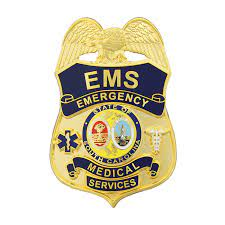 EMS
EMERGENCY
STATE OF
SOUTH CAROLINA
MEDICAL
SERVICES